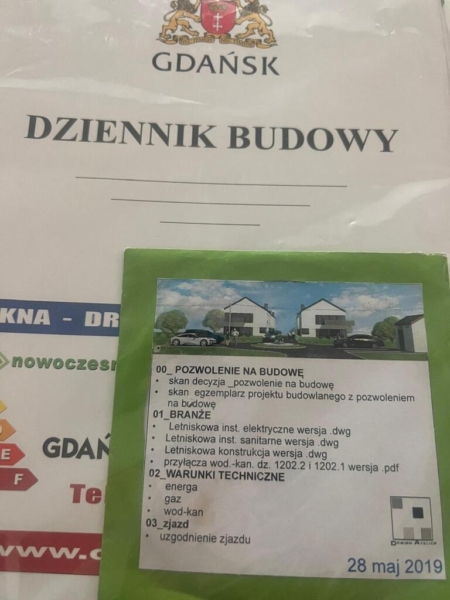 GDAŃSK
DZIENNIK BUDOWY
KNA - DR
nowoczesn
E
F
GDAŃ
Te
www.
00_ POZWOLENIE NA BUDOWĘ
• skan decyzja _pozwolenie na budowę
• skan egzemplarz projektu budowlanego z pozwoleniem
na budowę
01_BRANŻE
• Letniskowa inst. elektryczne wersja .dwg
• Letniskowa inst. sanitarne wersja .dwg
• Letniskowa konstrukcja wersja .dwg
• przyłącza wod.-kan. dz. 1202.2 i 1202.1 wersja .pdf
02_WARUNKI TECHNICZNE
• energa
• gaz
• wod-kan
03_zjazd
• uzgodnienie zjazdu
28 maj 2019